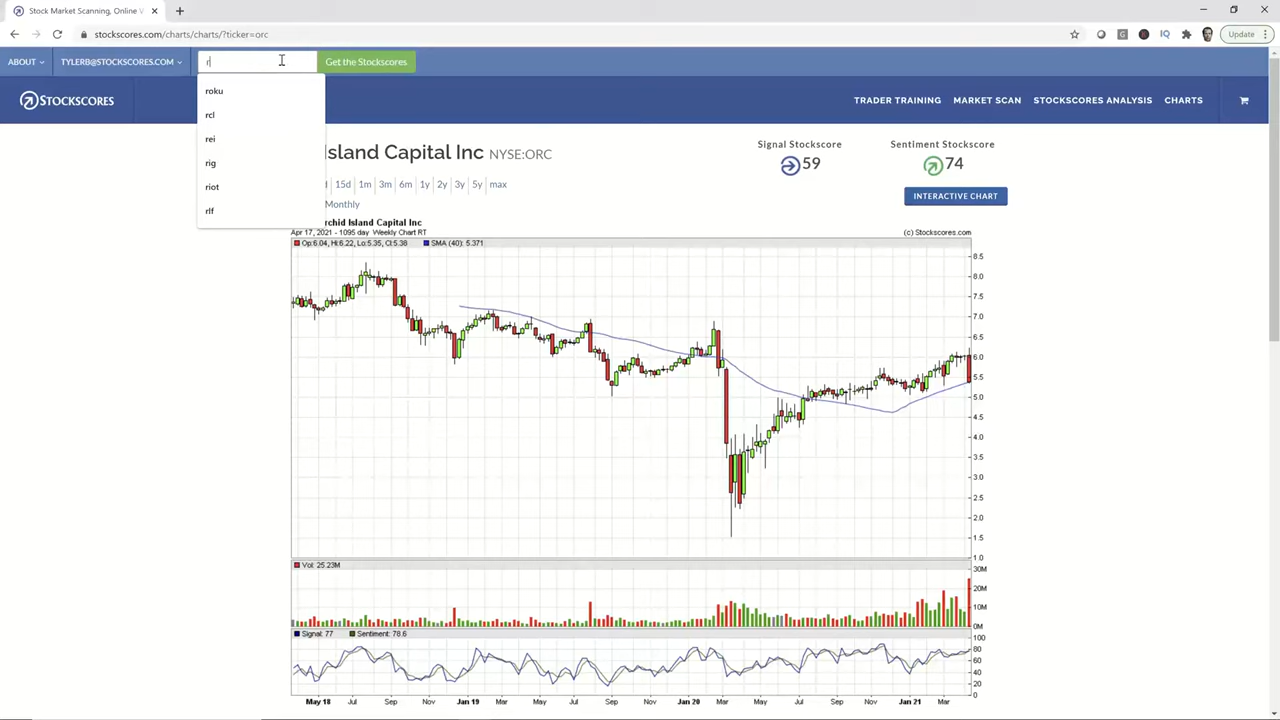 Stock Market Scanning, Online V
stockscores.com/charts/charts/?ticker=orc
Update
ABOUT
TYLERB@STOCKSCORES.COM
r
Get the Stockscores
roku
rcl
rei
rig
riot
rlf
STOCKSCORES
TRADER TRAINING
MARKET SCAN
STOCKSCORES ANALYSIS
CHARTS
Island Capital Inc NYSE:ORC
Signal Stockscore
59
Sentiment Stockscore
74
15d 1m 3m 6m 1y 2y 3y 5y max
Monthly
INTERACTIVE CHART
rchid Island Capital Inc
Apr 17, 2021 - 1095 day Weekly Chart RT
(c) Stockscores.com
Op:6.04, Hi:6.22, Lo:5.35, Cl:5.38
SMA (40): 5.371
8.5
8.0
7.5
7.0
6.5
6.0
5.5
5.0
4.5
4.0
3.5
3.0
2.5
2.0
1.5
1.0
Vol: 25.23M
30M
20M
10M
0M
Signal: 77
Sentiment: 78.6
100
80
60
40
20
0
May 18 Jul Sep Nov Jan 19 Mar May Jul Sep Nov Jan 20 Mar May Jul Sep Nov Jan 21 Mar